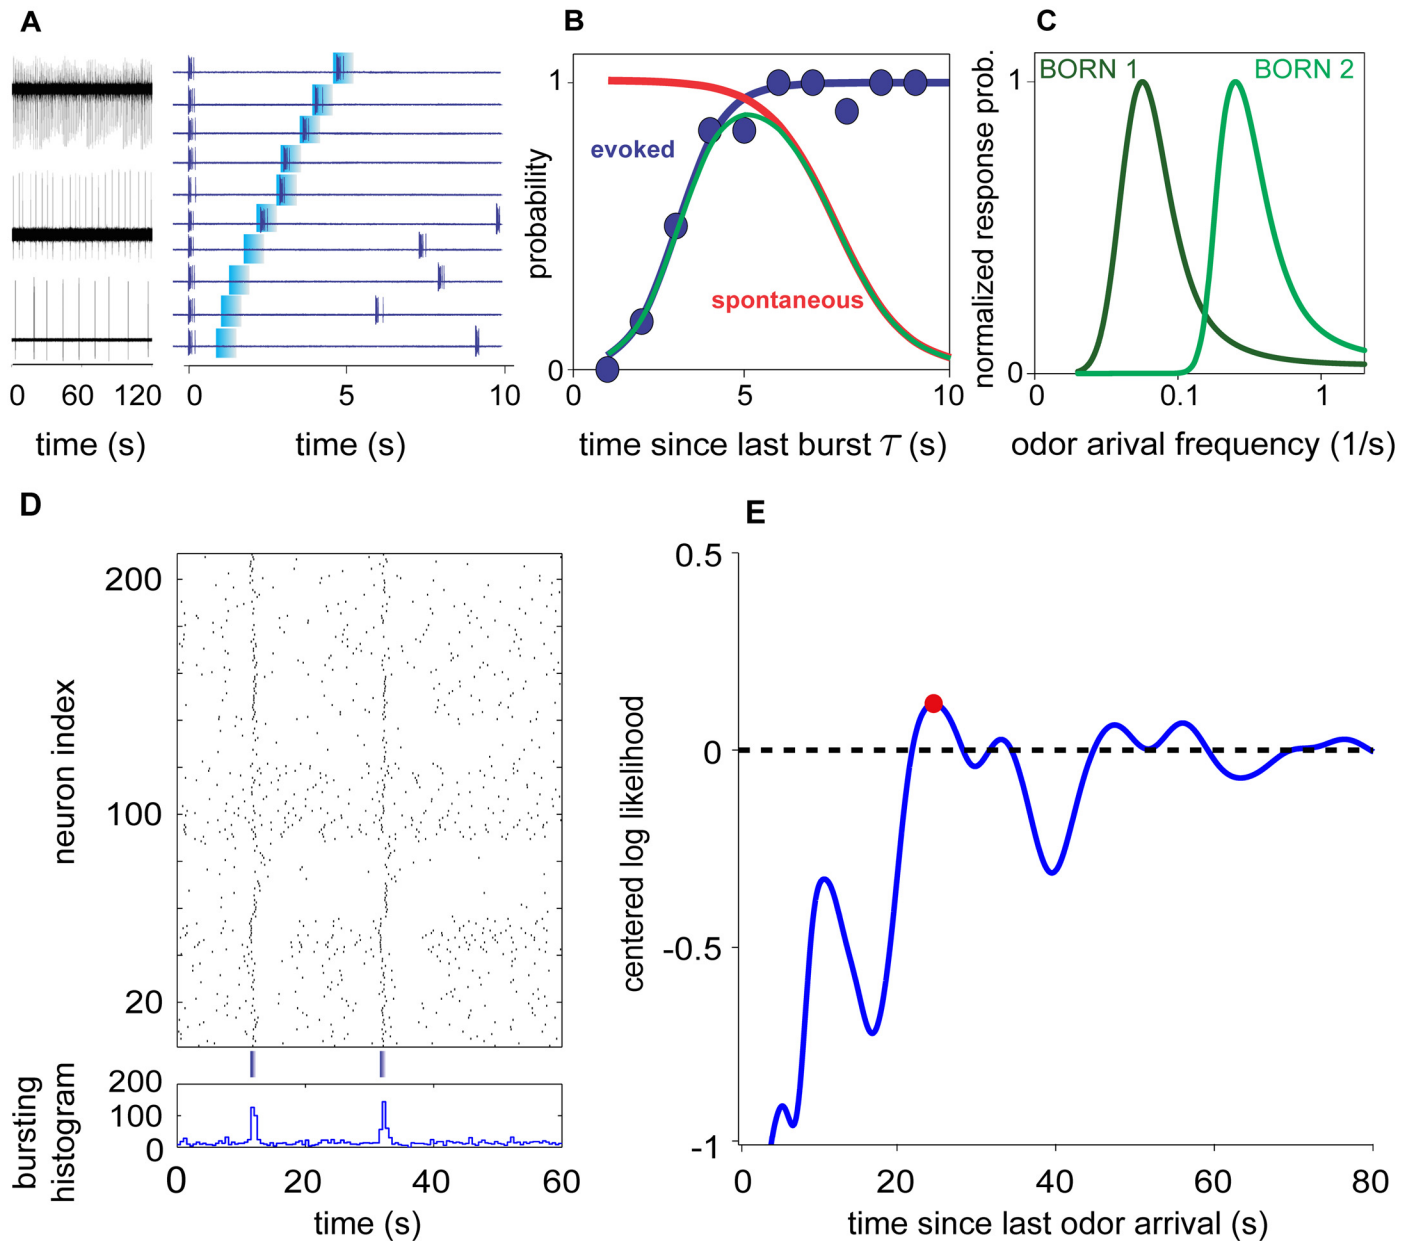 A
0 60 120
time (s)
0 5 10
time (s)
B
probability
1
0
evoked
spontaneous
0 5 10
time since last burst τ (s)
C
normalized response prob.
1
0
BORN 1
BORN 2
0 0.1 1
odor arival frequency (1/s)
D
neuron index
200
100
20
bursting
histogram
200
100
0
0 20 40 60
time (s)
E
centered log likelihood
0.5
0
-0.5
-1
0 20 40 60 80
time since last odor arrival (s)